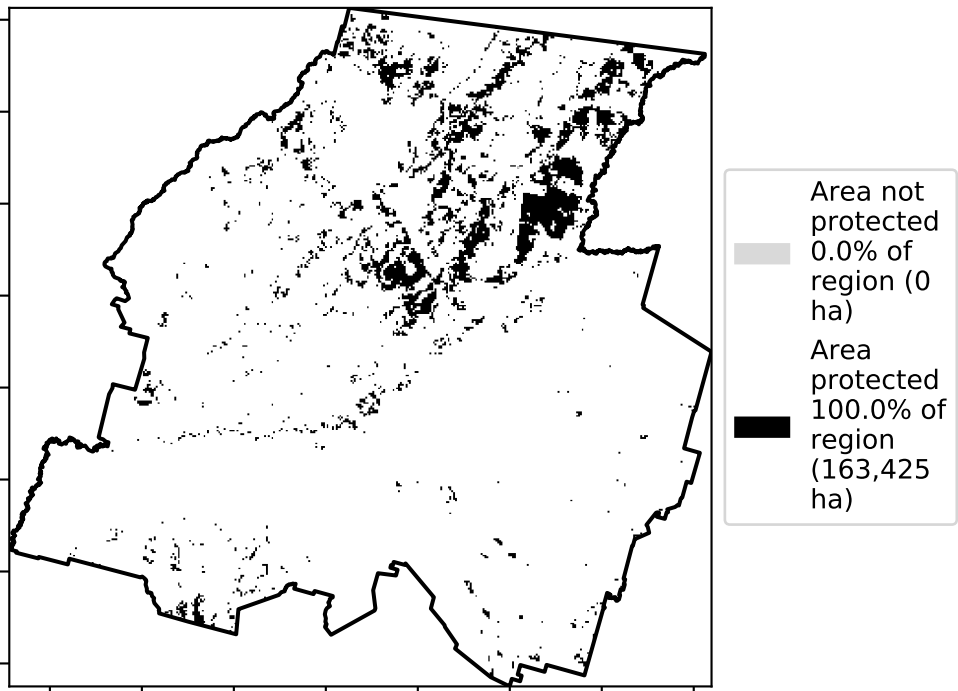 Area not
protected
0.0% of
region (0
ha)
Area
protected
100.0% of
region
(163,425
ha)